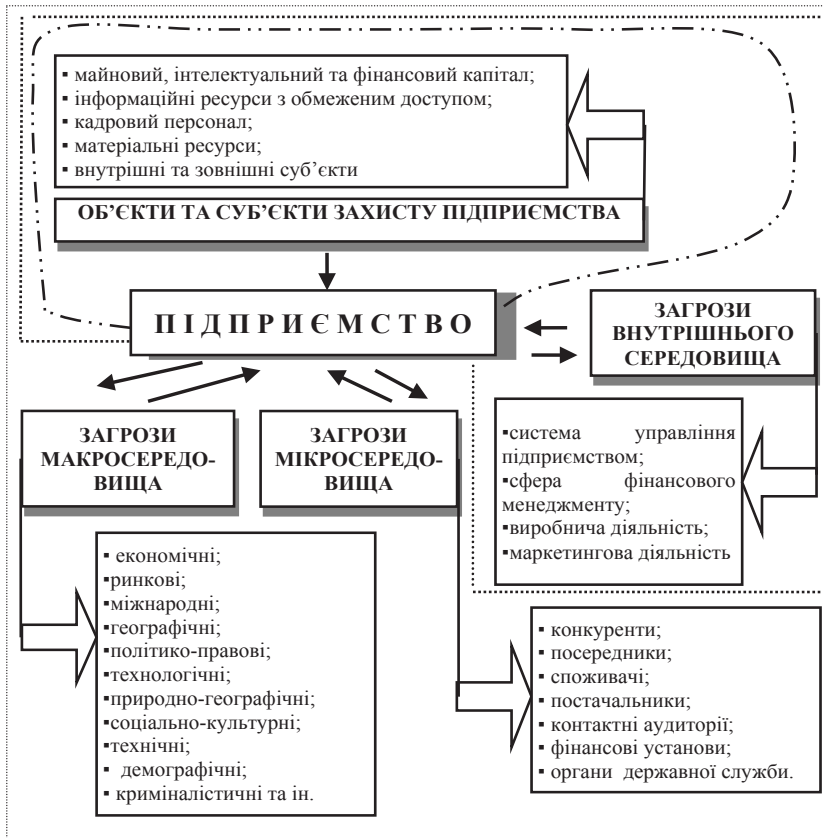 ▪ майновий, інтелектуальний та фінансовий капітал;
▪ інформаційні ресурси з обмеженим доступом;
▪ кадровий персонал;
▪ матеріальні ресурси;
▪ внутрішні та зовнішні суб’єкти
ОБ’ЄКТИ ТА СУБ’ЄКТИ ЗАХИСТУ ПІДПРИЄМСТВА
П І Д П Р И Є М С Т В О
ЗАГРОЗИ
ВНУТРІШНЬОГО
СЕРЕДОВИЩА
▪система управління
підприємством;
▪сфера фінансового
менеджменту;
▪виробнича діяльність;
▪маркетингова діяльність
ЗАГРОЗИ
МАКРОСЕРЕДО-
ВИЩА
ЗАГРОЗИ
МІКРОСЕРЕДО-
ВИЩА
▪ економічні;
▪ринкові;
▪міжнародні;
▪географічні;
▪політико-правові;
▪технологічні;
▪природно-географічні;
▪соціально-культурні;
▪технічні;
▪ демографічні;
▪ криміналістичні та ін.
▪ конкуренти;
▪ посередники;
▪ споживачі;
▪ постачальники;
▪ контактні аудиторії;
▪ фінансові установи;
▪ органи державної служби.